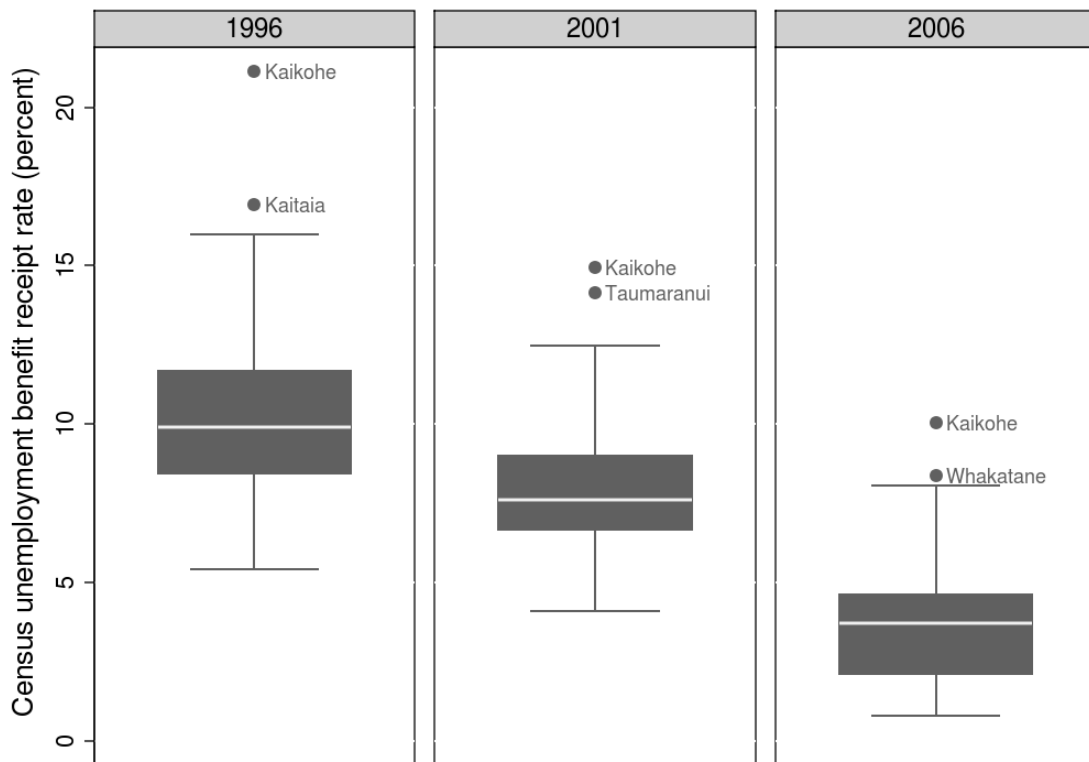 1996
2001
2006
Census unemployment benefit receipt rate (percent)
20
15
10
5
0
Kaikohe
Kaitaia
Kaikohe
Taumaranui
Kaikohe
Whakatane